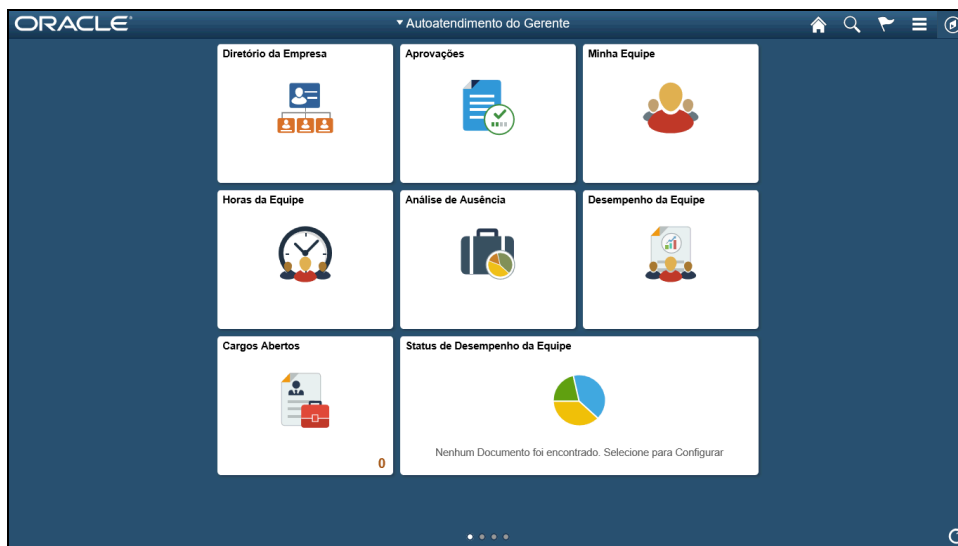 ORACLE
Autoatendimento do Gerente
Diretório da Empresa
Aprovações
Minha Equipe
Horas da Equipe
Análise de Ausência
Desempenho da Equipe
Cargos Abertos
0
Status de Desempenho da Equipe
Nenhum Documento foi encontrado. Selecione para Configurar